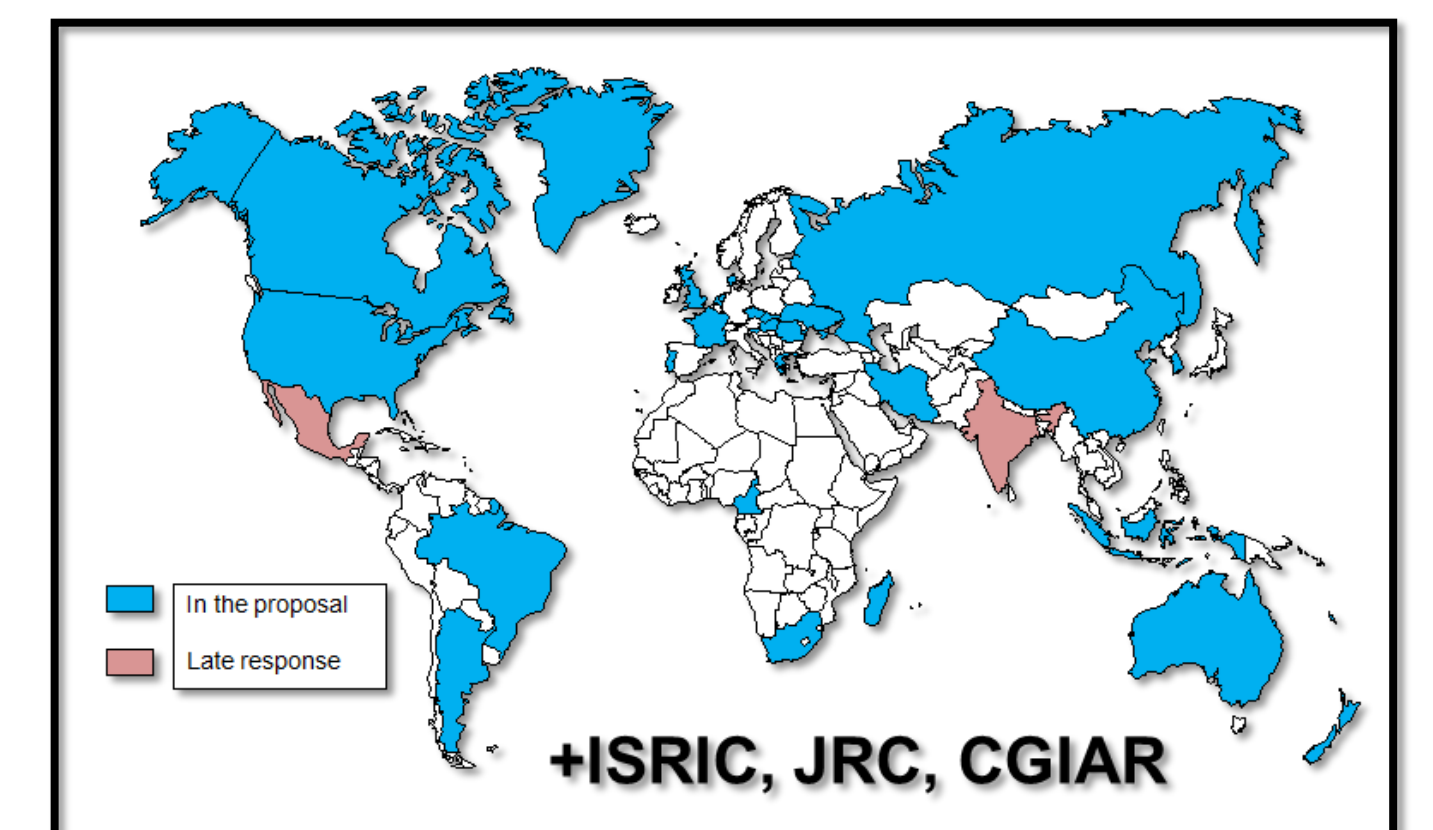 In the proposal
Late response
+ISRIC, JRC, CGIAR